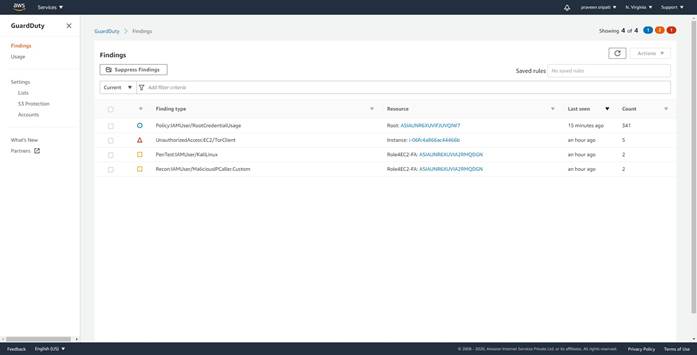 aws Services praveen sripati N. Virginia Support
GuardDuty
Findings
Usage
Settings
Lists
S3 Protection
Accounts
What's New
Partners
GuardDuty > Findings
Showing 4 of 4 1 2 1
Findings
Actions
Suppress Findings
Saved rules No saved rules
Current Add filter criteria
Finding type Resource Last seen Count
Policy:IAMUser/RootCredentialUsage Root: 15 minutes ago 541
UnauthorizedAccess:EC2/TorClient Instance: an hour ago 5
PenTest:IAMUser/KaliLinux Role4EC2-FA: ASIAUNR6XUVIA2RMQDGN an hour ago 2
Recon:IAMUser/MaliciousIPCaller.Custom Role4EC2-FA: ASIAUNR6XUVIA2RMQDGN an hour ago 2
Feedback English (US) © 2008 - 2020, Amazon Internet Services Private Ltd. or its affiliates. All rights reserved. Privacy Policy Terms of Use